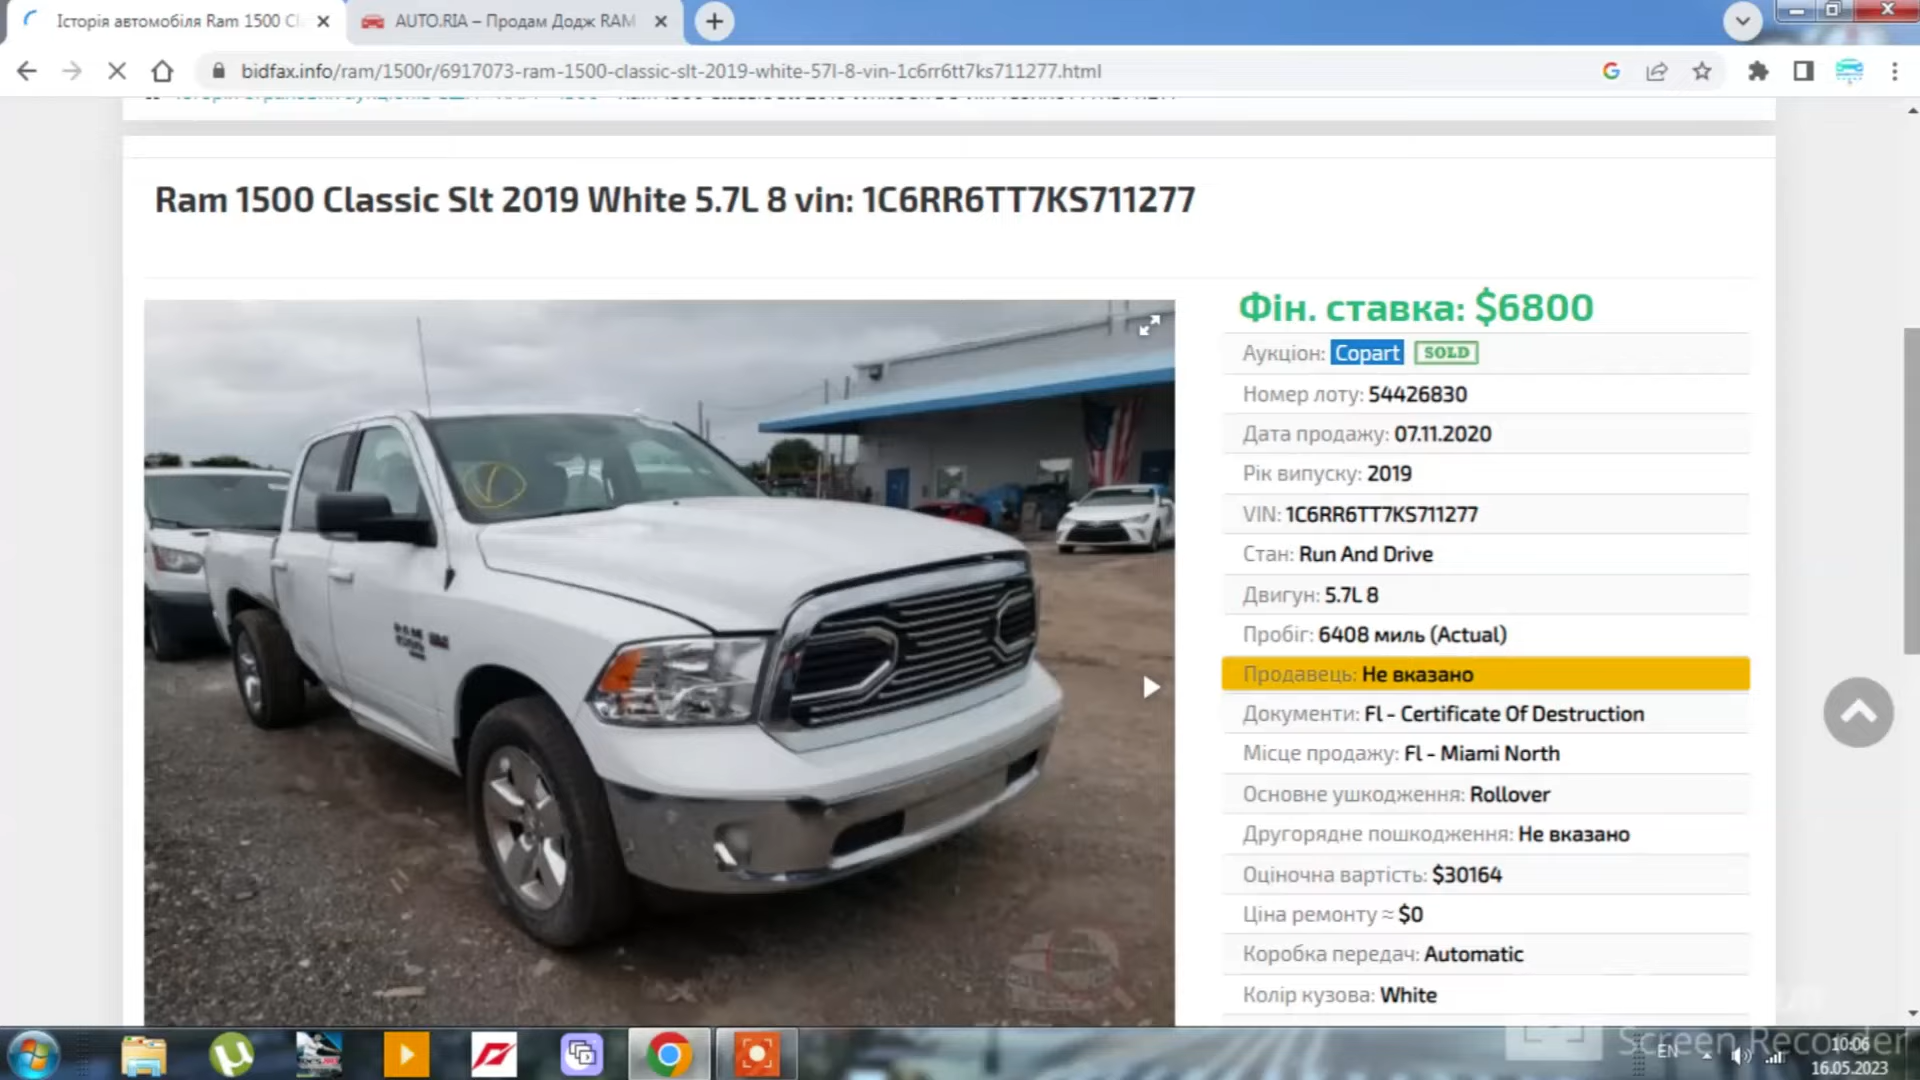 Історія автомобіля Ram 1500 Cl
AUTO.RIA – Продам Додж RAM
bidfax.info/ram/1500r/6917073-ram-1500-classic-slt-2019-white-57l-8-vin-1c6rr6tt7ks711277.html
Ram 1500 Classic Slt 2019 White 5.7L 8 vin: 1C6RR6TT7KS711277
Фін. ставка: $6800
Аукціон: Copart SOLD
Номер лоту: 54426830
Дата продажу: 07.11.2020
Рік випуску: 2019
VIN: 1C6RR6TT7KS711277
Стан: Run And Drive
Двигун: 5.7L 8
Пробіг: 6408 миль (Actual)
Продавець: Не вказано
Документи: Fl - Certificate Of Destruction
Місце продажу: Fl - Miami North
Основне ушкодження: Rollover
Другорядне пошкодження: Не вказано
Оціночна вартість: $30164
Ціна ремонту ≈ $0
Коробка передач: Automatic
Колір кузова: White
Screen Recorder
EN
10:06
16.05.2023